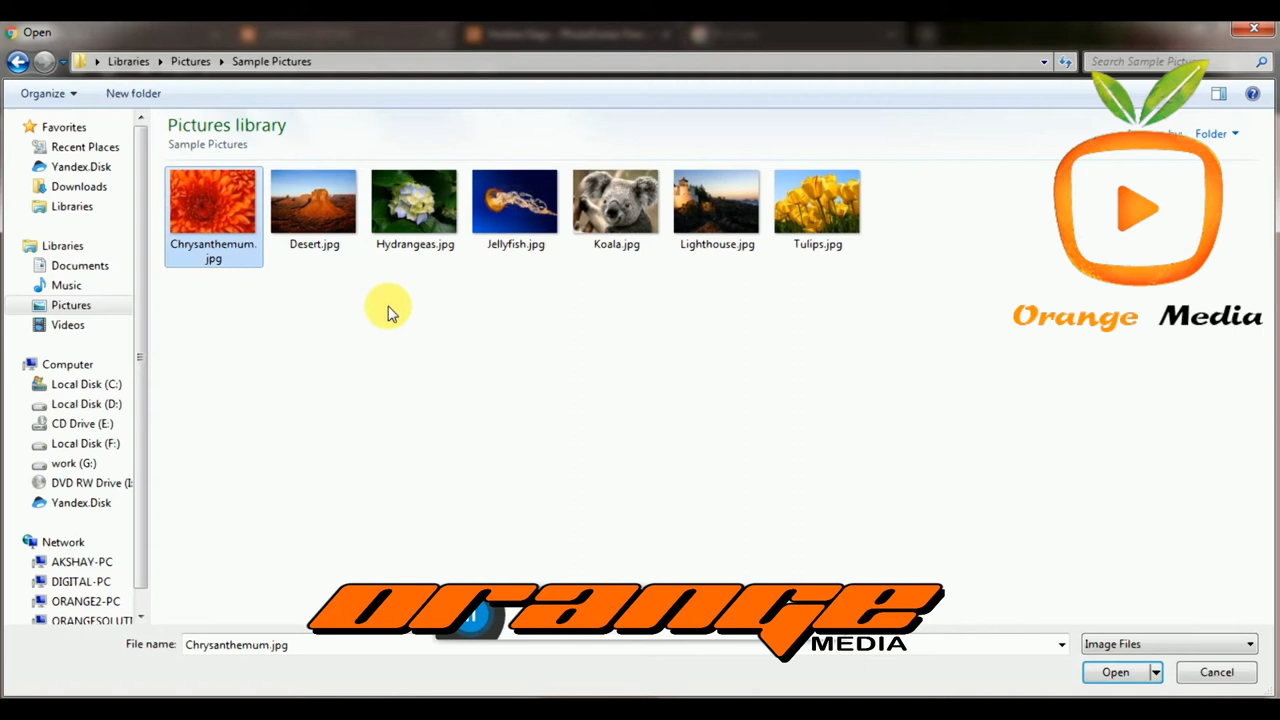 Open
Libraries
Pictures
Sample Pictures
Organize
New folder
Folder
Pictures library
Sample Pictures
Favorites
Recent Places
Yandex.Disk
Downloads
Libraries
Libraries
Documents
Music
Pictures
Videos
Computer
Local Disk (C:)
Local Disk (D:)
CD Drive (E:)
Local Disk (F:)
work (G:)
DVD RW Drive (I:
Yandex.Disk
Network
AKSHAY-PC
DIGITAL-PC
ORANGE2-PC
ORANGESOLUTI
Chrysanthemum.
jpg
Desert.jpg
Hydrangeas.jpg
Jellyfish.jpg
Koala.jpg
Lighthouse.jpg
Tulips.jpg
Search Sample
Orange Media
orange
MEDIA
File name:
Chrysanthemum.jpg
Image Files
Open
Cancel